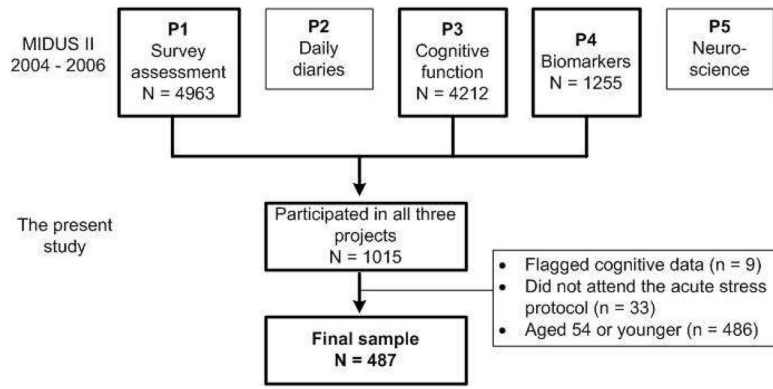 MIDUS II
2004 - 2006
P1
Survey
assessment
N = 4963
P2
Daily
diaries
P3
Cognitive
function
N = 4212
P4
Biomarkers
N = 1255
P5
Neuro-
science
The present
study
Participated in all three
projects
N = 1015
• Flagged cognitive data (n = 9)
• Did not attend the acute stress
protocol (n = 33)
• Aged 54 or younger (n = 486)
Final sample
N = 487